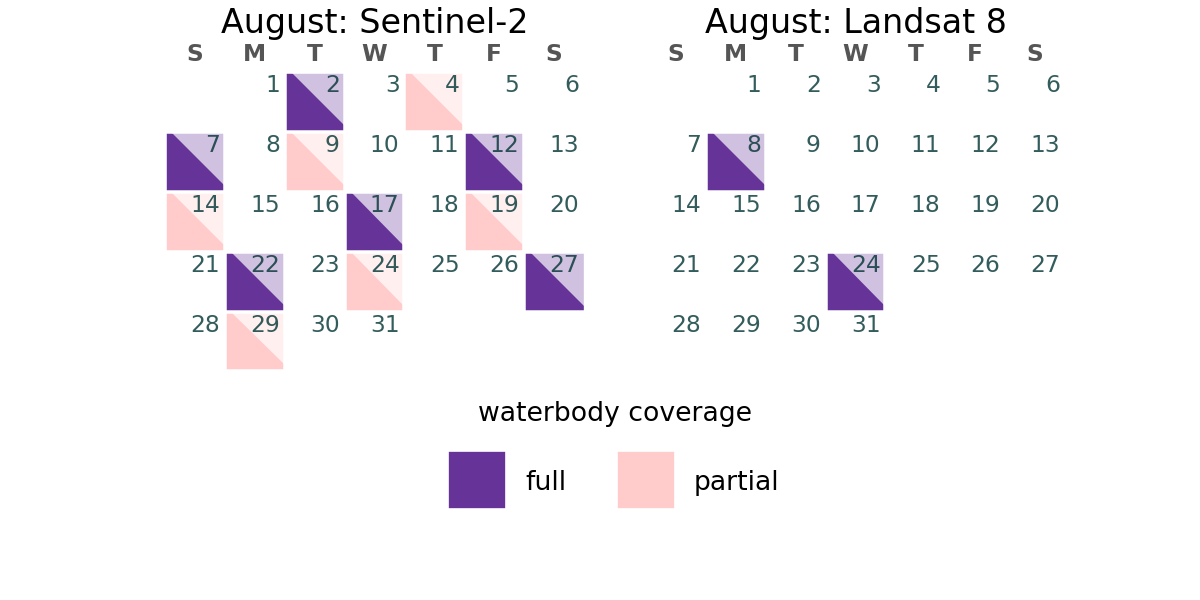 August: Sentinel-2
S M T W T F S
1 2 3 4 5 6
7 8 9 10 11 12 13
14 15 16 17 18 19 20
21 22 23 24 25 26 27
28 29 30 31
August: Landsat 8
S M T W T F S
1 2 3 4 5 6
7 8 9 10 11 12 13
14 15 16 17 18 19 20
21 22 23 24 25 26 27
28 29 30 31
waterbody coverage
full partial